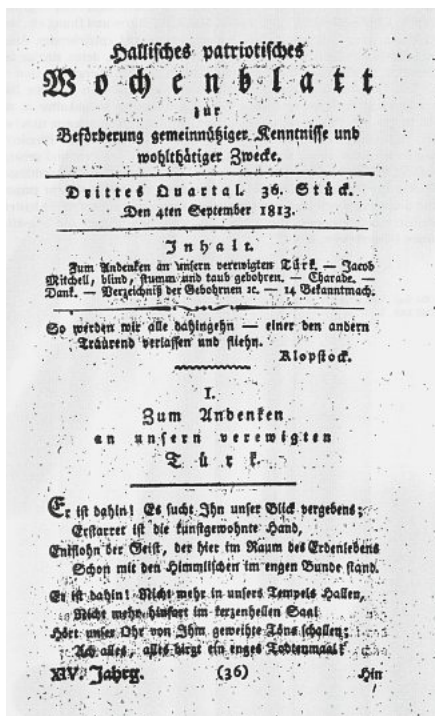 Hallisches patriotisches
Wochenblatt
zur
Beförderung gemeinnütziger Kenntnisse und
wohlthätiger Zwecke.
Drittes Quartal. 36. Stück.
Den 4ten September 1813.
Inhalt.
Zum Andenken an unsern verewigten Türk. — Jacob
Mitchell, blind, stumm und taub gebohren. — Charade. —
Dank. — Verzeichniß der Gebohrnen ꝛc. — 14 Bekanntmach.
So werden wir alle dahingehn — einer den andern
Traurend verlassen und fliehn.
Klopstock.
I.
Zum Andenken
an unsern verewigten
Türk.
Er ist dahin! Es sucht Ihn unser Blick vergebens;
Erstarret ist die kunstgewohnte Hand,
Entflohn der Geist, der hier im Raum des Erdenlebens
Schon mit den Himmlischen im engen Bunde stand.
Er ist dahin! Nicht mehr in unsers Tempels Hallen,
Nicht mehr hinfort im kerzenhellen Saal
Hört unser Ohr von Ihm geweihte Töne schallen;
Ach alles, alles birgt ein enges Todtenmaal!
XIV. Jahrg. (36) Hin